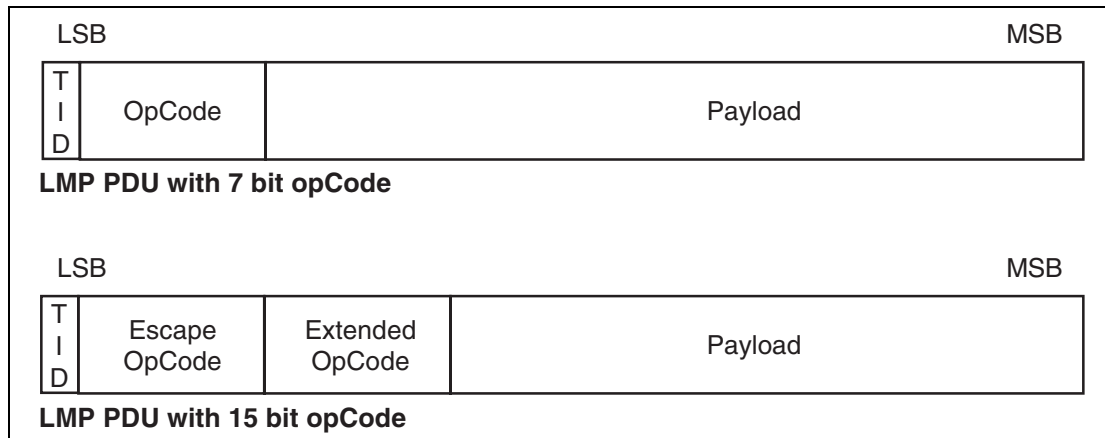 LSB MSB
T
I
D
OpCode
Payload
LMP PDU with 7 bit opCode
LSB MSB
T
I
D
Escape
OpCode
Extended
OpCode
Payload
LMP PDU with 15 bit opCode